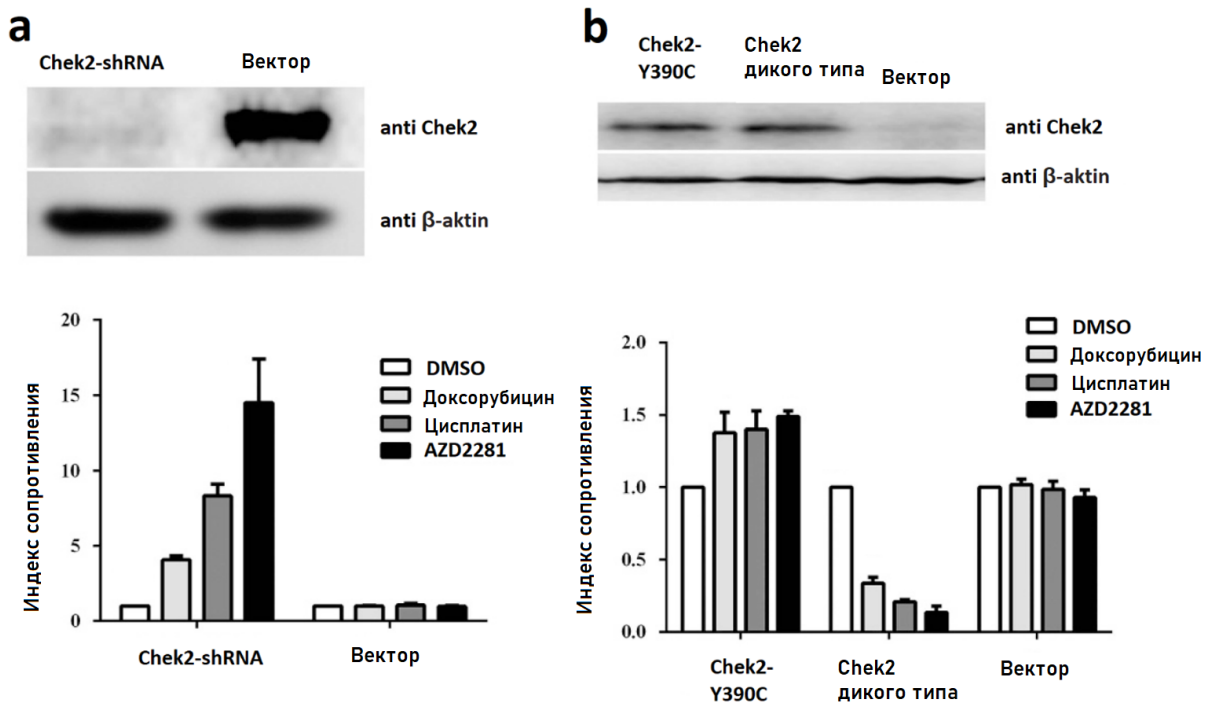 a
Chek2-shRNA
Вектор
anti Chek2
anti β-aktin
20
15
10
5
0
Индекс сопротивления
DMSO
Доксорубицин
Цисплатин
AZD2281
Chek2-shRNA
Вектор
b
Chek2-
Y390C
Chek2
дикого типа
Вектор
anti Chek2
anti β-aktin
2.0
1.5
1.0
0.5
0.0
Индекс сопротивления
DMSO
Доксорубицин
Цисплатин
AZD2281
Chek2-
Y390C
Chek2
дикого типа
Вектор